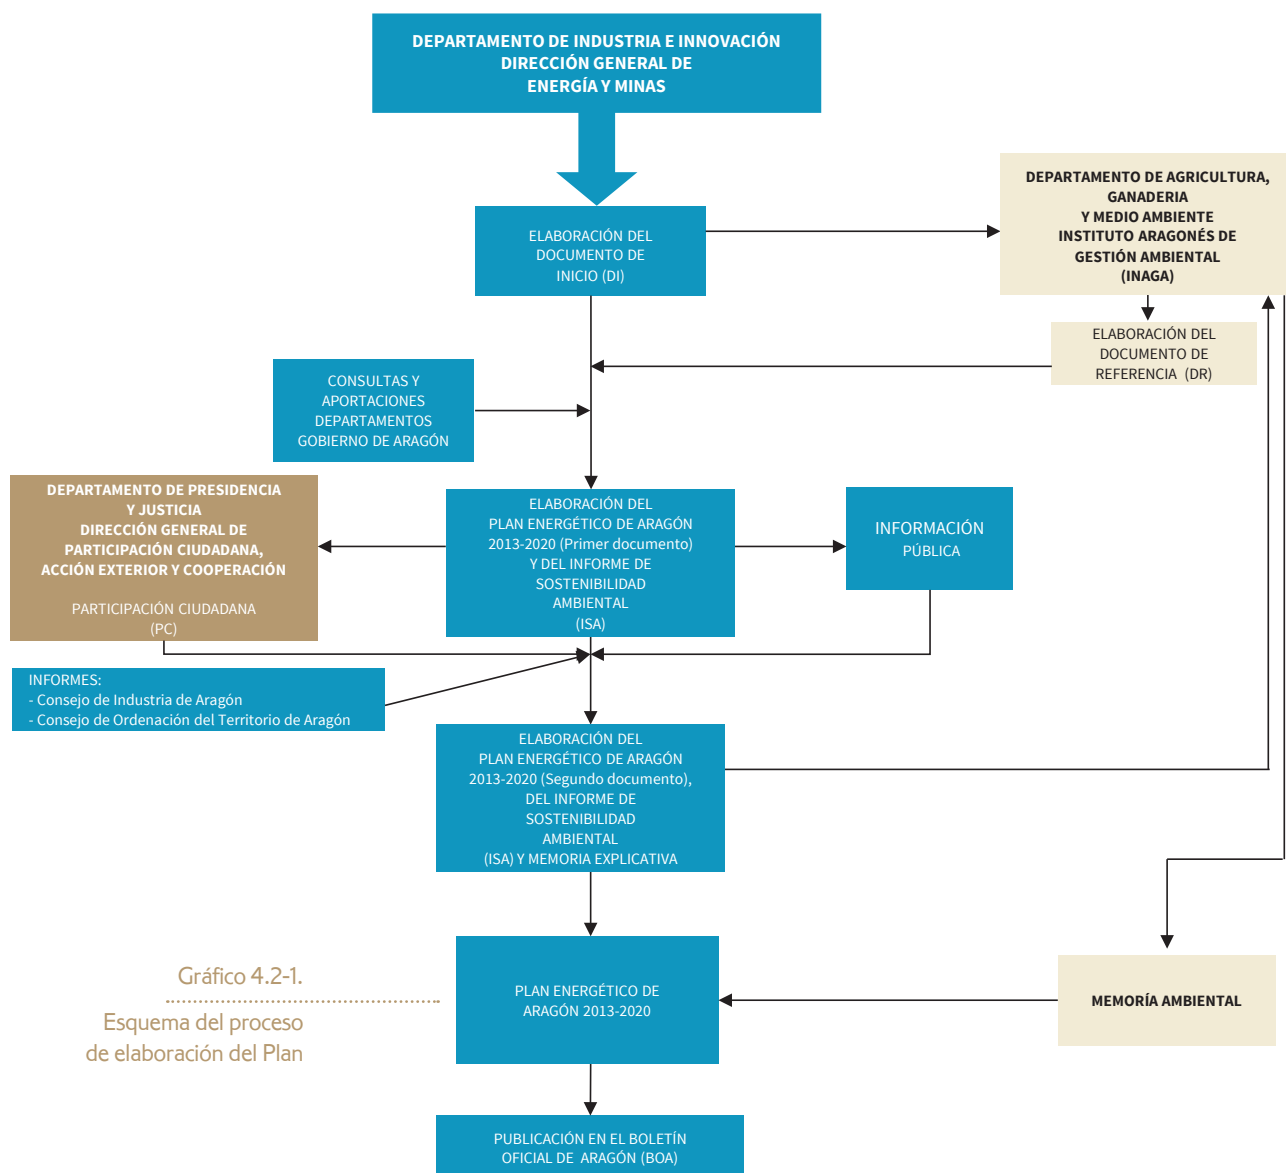 DEPARTAMENTO DE INDUSTRIA E INNOVACIÓN
DIRECCIÓN GENERAL DE
ENERGÍA Y MINAS
DEPARTAMENTO DE AGRICULTURA,
GANADERIA
Y MEDIO AMBIENTE
INSTITUTO ARAGONÉS DE
GESTIÓN AMBIENTAL
(INAGA)
ELABORACIÓN DEL
DOCUMENTO DE
INICIO (DI)
ELABORACIÓN DEL
DOCUMENTO DE
REFERENCIA (DR)
CONSULTAS Y
APORTACIONES
DEPARTAMENTOS
GOBIERNO DE ARAGÓN
DEPARTAMENTO DE PRESIDENCIA
Y JUSTICIA
DIRECCIÓN GENERAL DE
PARTICIPACIÓN CIUDADANA,
ACCIÓN EXTERIOR Y COOPERACIÓN
PARTICIPACIÓN CIUDADANA
(PC)
ELABORACIÓN DEL
PLAN ENERGÉTICO DE ARAGÓN
2013-2020 (Primer documento)
Y DEL INFORME DE
SOSTENIBILIDAD
AMBIENTAL
(ISA)
INFORMACIÓN
PÚBLICA
INFORMES:
- Consejo de Industria de Aragón
- Consejo de Ordenación del Territorio de Aragón
ELABORACIÓN DEL
PLAN ENERGÉTICO DE ARAGÓN
2013-2020 (Segundo documento),
DEL INFORME DE
SOSTENIBILIDAD
AMBIENTAL
(ISA) Y MEMORIA EXPLICATIVA
Gráfico 4.2-1.
Esquema del proceso
de elaboración del Plan
PLAN ENERGÉTICO DE
ARAGÓN 2013-2020
MEMORÍA AMBIENTAL
PUBLICACIÓN EN EL BOLETÍN
OFICIAL DE ARAGÓN (BOA)